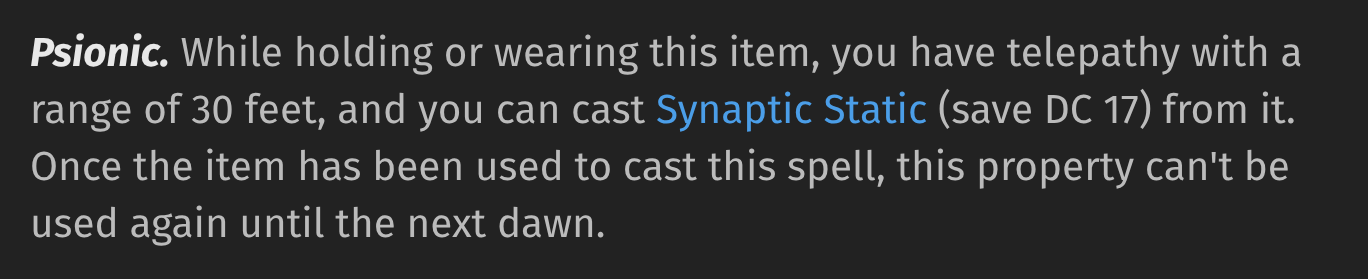 Psionic. While holding or wearing this item, you have telepathy with a
range of 30 feet, and you can cast Synaptic Static (save DC 17) from it.
Once the item has been used to cast this spell, this property can't be
used again until the next dawn.